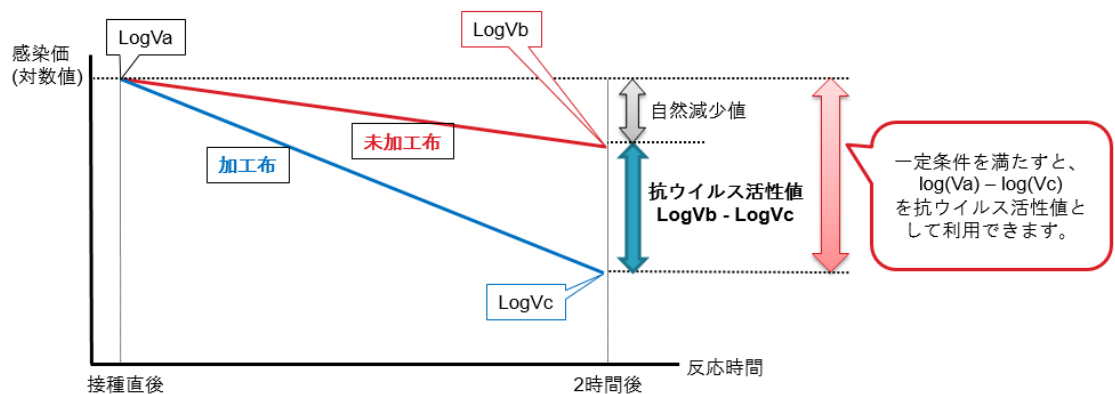 LogVa
LogVb
感染価
(対数値)
自然減少値
未加工布
加工布
抗ウイルス活性値
LogVb - LogVc
一定条件を満たすと、
log(Va) – log(Vc)
を抗ウイルス活性値と
して利用できます。
LogVc
反応時間
接種直後
2時間後